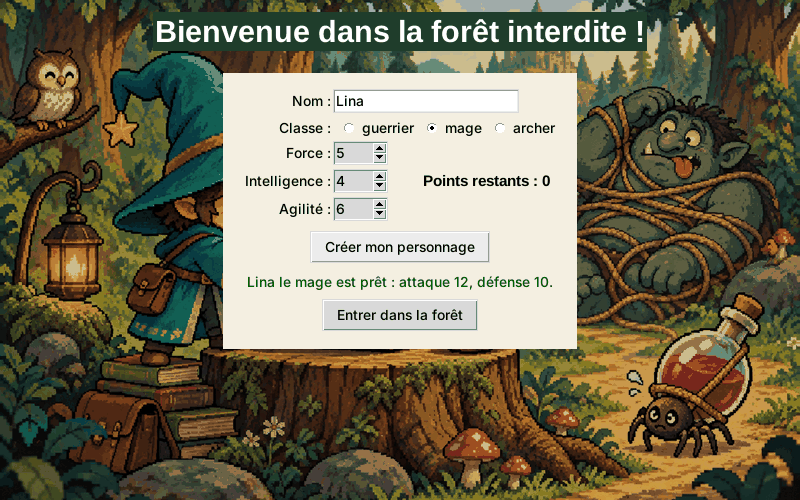 Bienvenue dans la forêt interdite !
Nom : Lina
Classe : guerrier mage archer
Force : 5
Intelligence : 4 Points restants : 0
Agilité : 6
Créer mon personnage
Lina le mage est prêt : attaque 12, défense 10.
Entrer dans la forêt